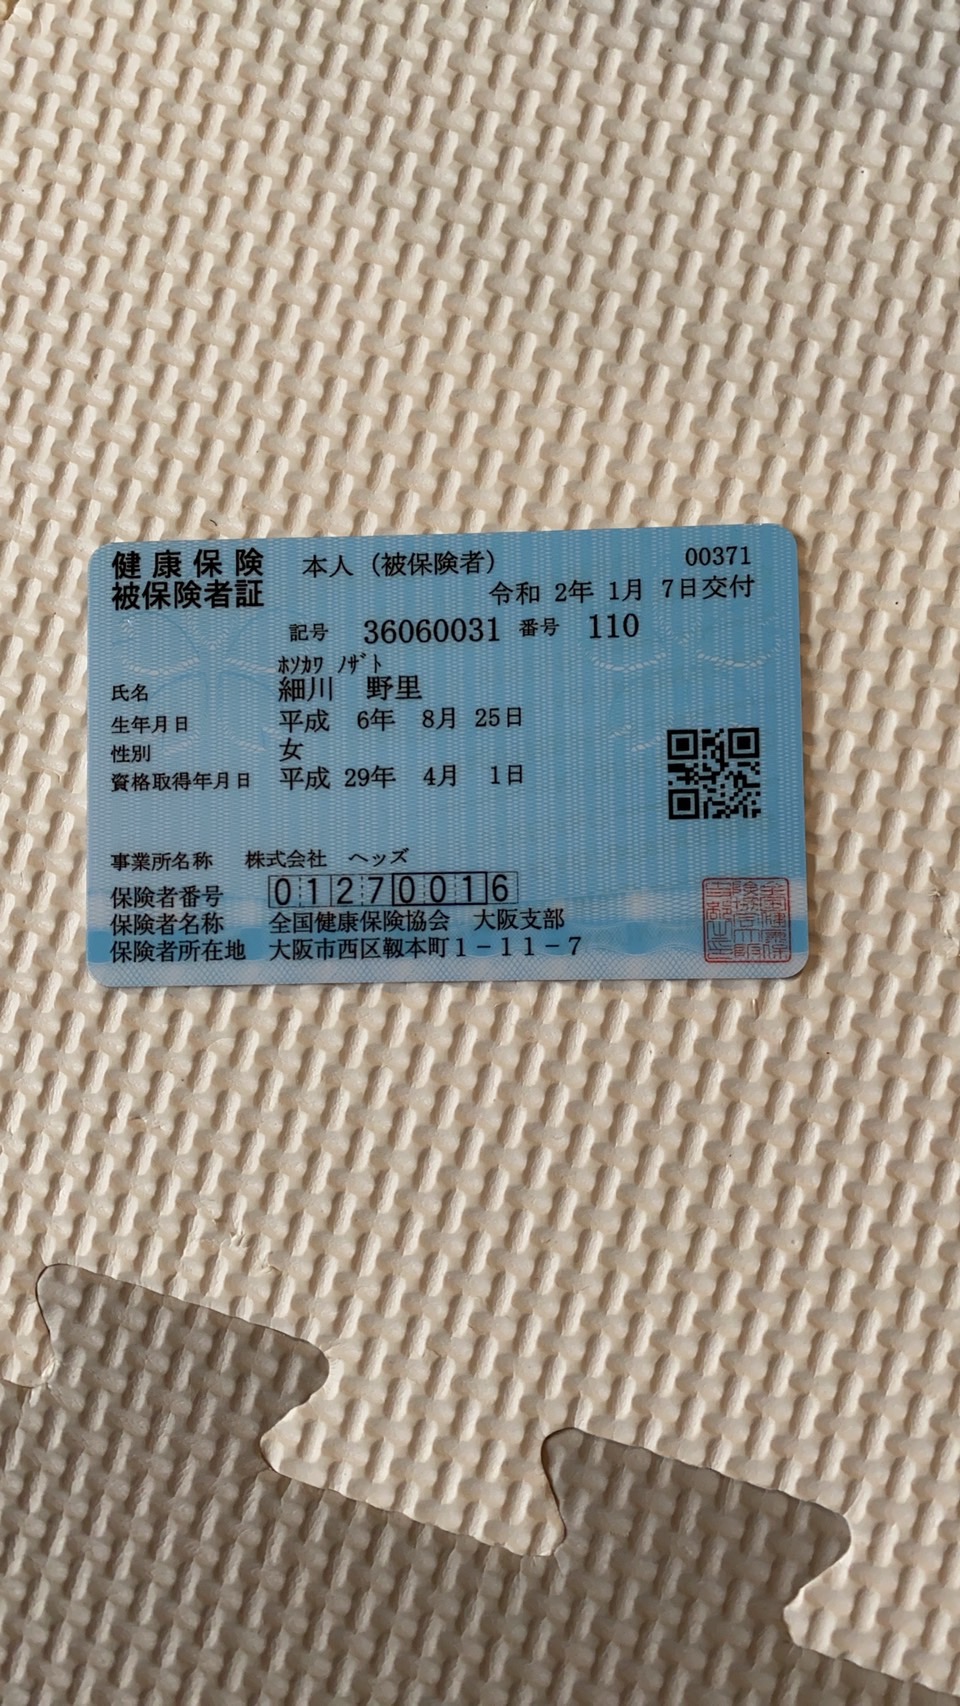 健康保険 本人（被保険者） 00371
被保険者証 令和 2年 1月 7日交付
記号 36060031 番号 110
ﾎｿｶﾜ ﾉｻﾞﾄ
氏名 細川 野里
生年月日 平成 6年 8月 25日
性別 女
資格取得年月日 平成 29年 4月 1日
事業所名称 株式会社 ヘッズ
保険者番号 01270016
保険者名称 全国健康保険協会 大阪支部
保険者所在地 大阪市西区靱本町1－11－7